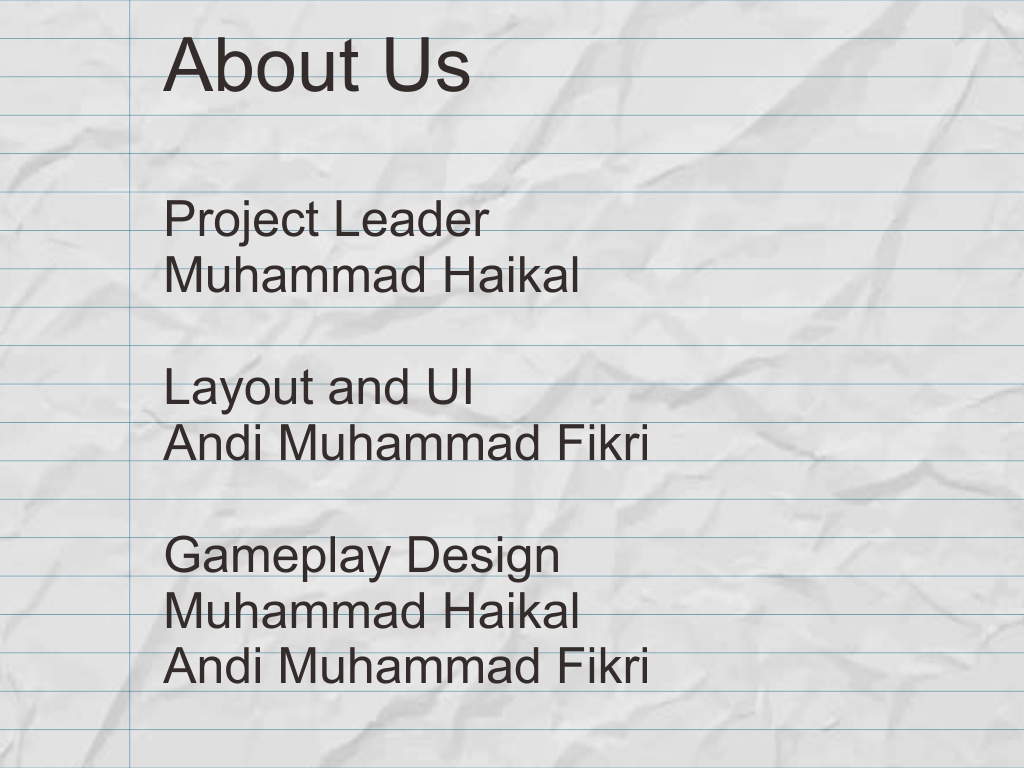 About Us
Project Leader
Muhammad Haikal
Layout and UI
Andi Muhammad Fikri
Gameplay Design
Muhammad Haikal
Andi Muhammad Fikri